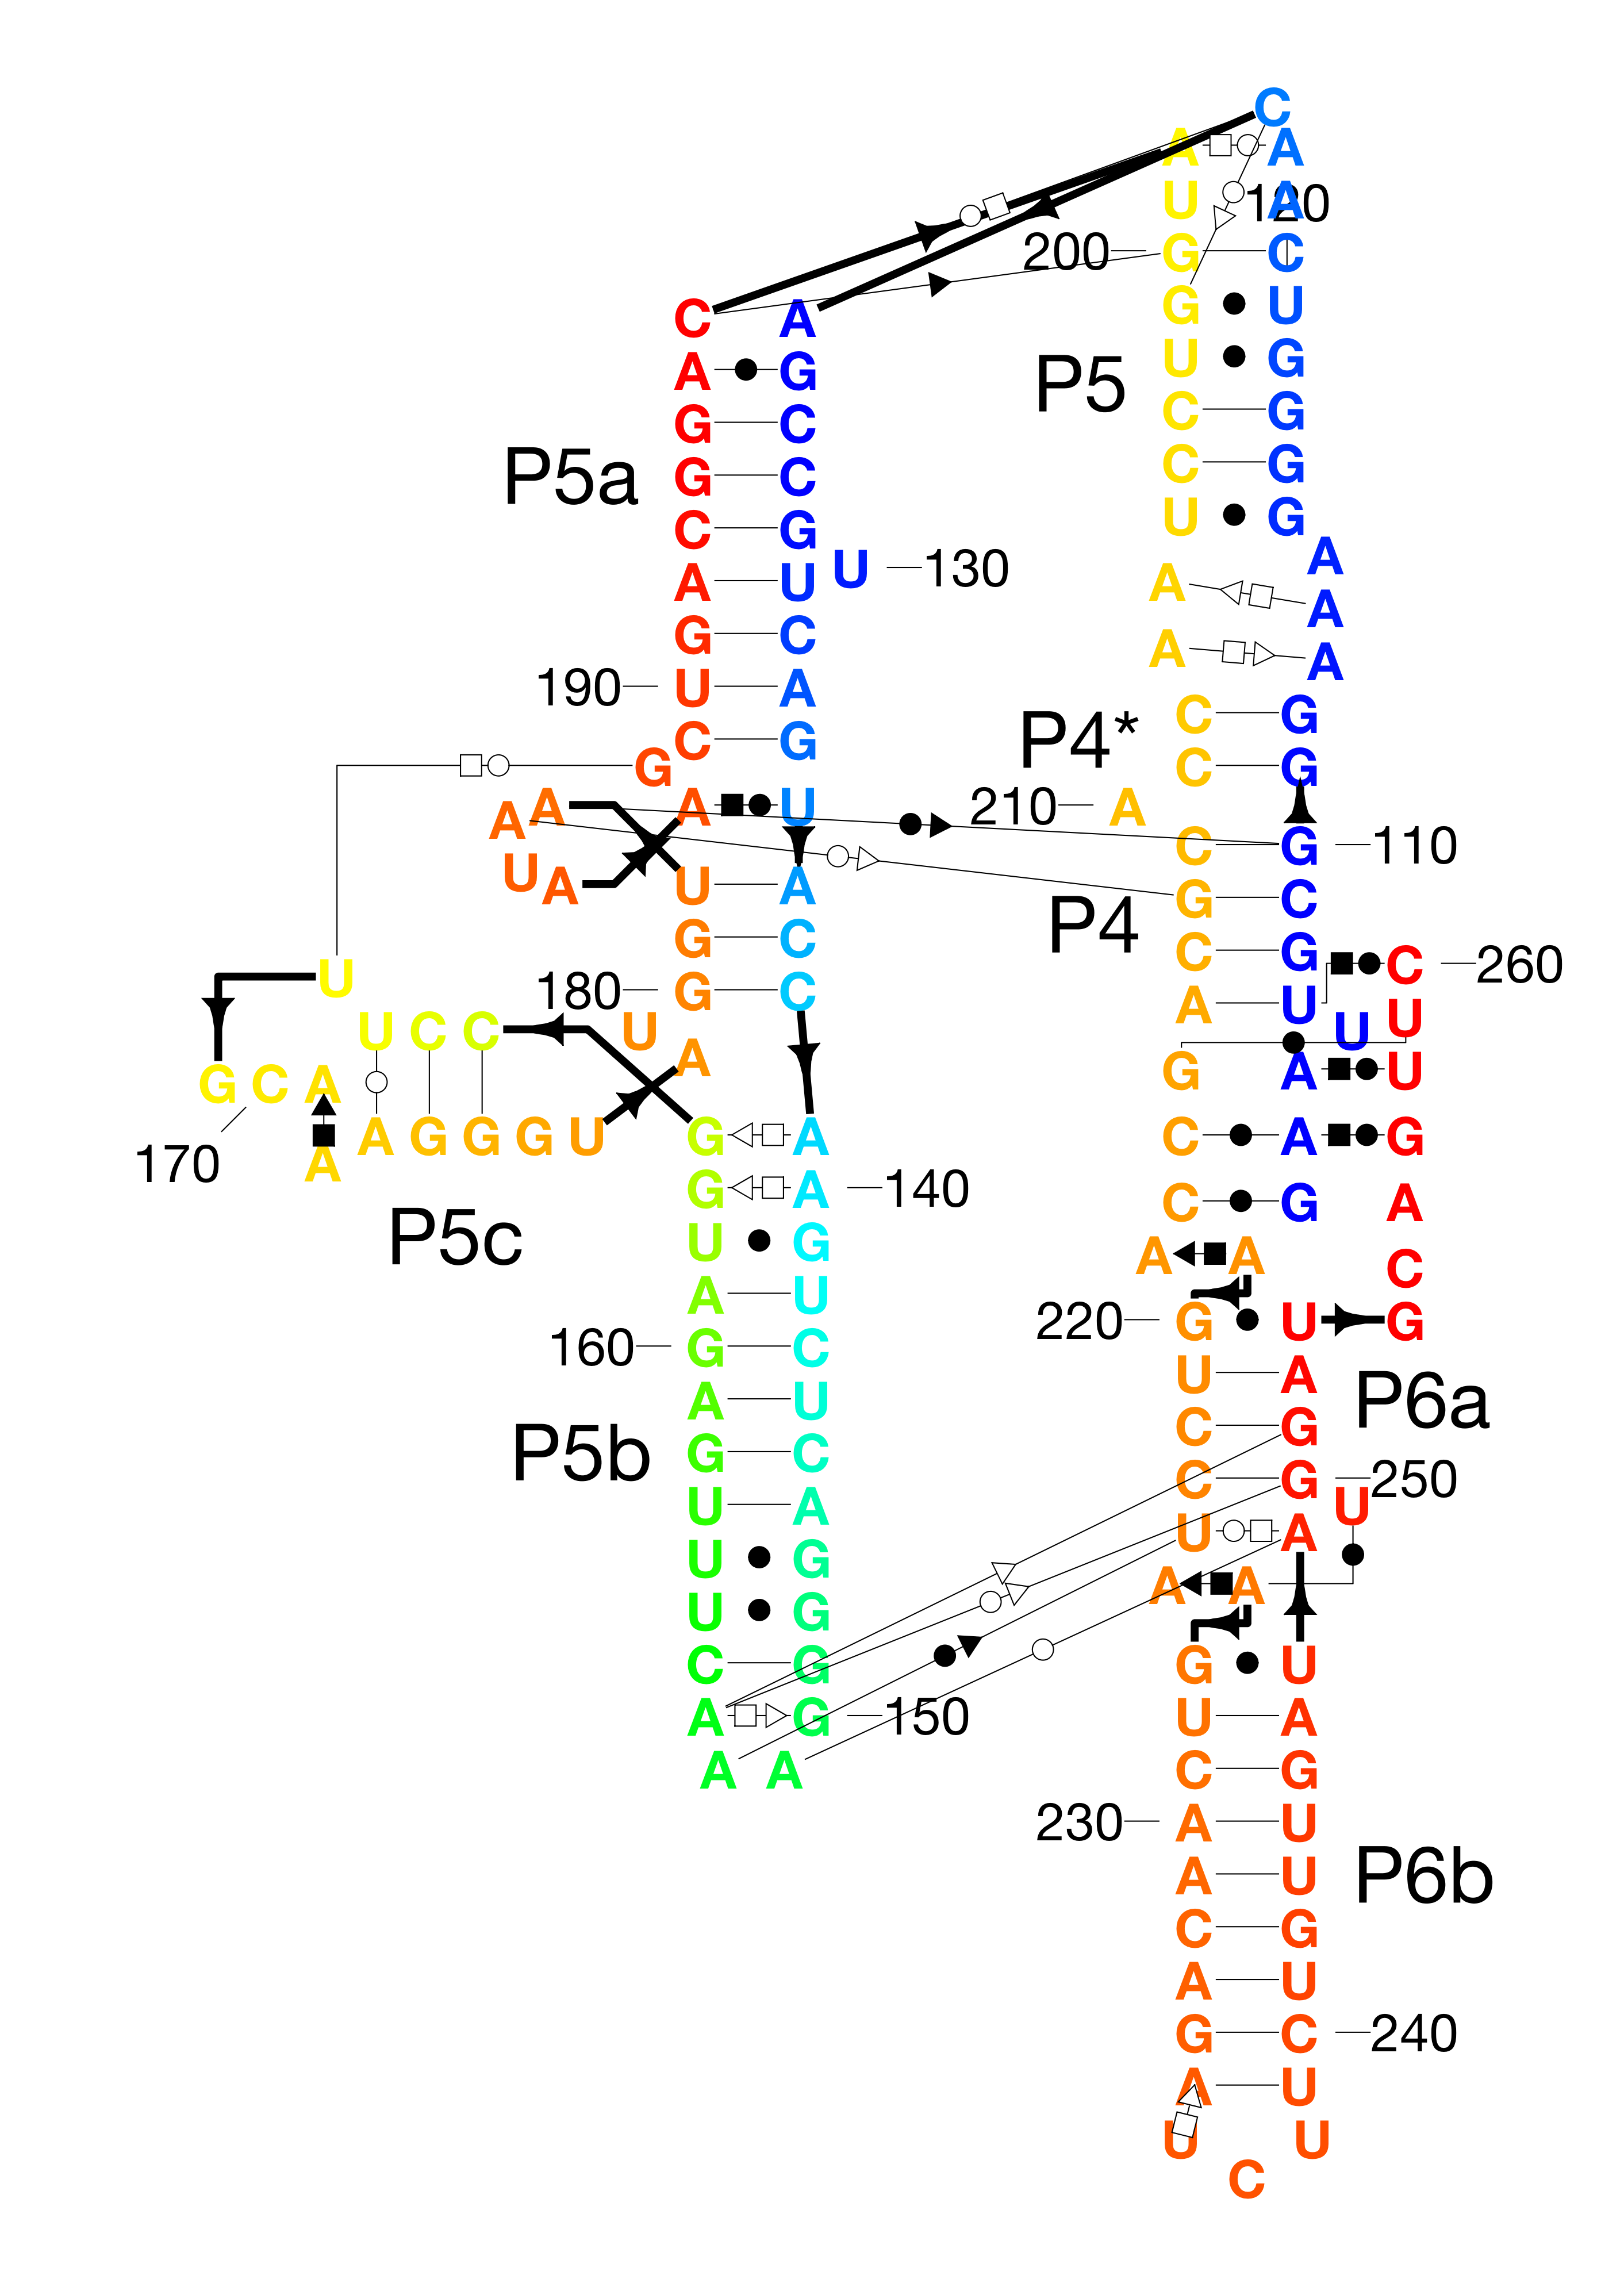 C A
A G
P5a
G C
G C
C G
A U U 130
G C
190 U A
C G
G
A A A U
U A U A
G C
180 G C
U
U C C U A
G C A
170
A A G G G U
P5c
G A
G A 140
U G
A U
160 G C
A U
P5b
G C
U A
U G
U G
C G
A G 150
A A
C
A A
U A 120
200 G C
G U
P5
U G
C G
C G
U G
A
A A
A A
C G
P4*
C G
210 A
C G 110
G C
P4
C G C 260
A U U U
G A U
C A G
C G A
A A C
220 G U G
U A
P6a
C G
C G 250
U
U A
A A
G U
U A
C G
230 A U
A U
P6b
C G
A U
G C 240
A U
U U
C